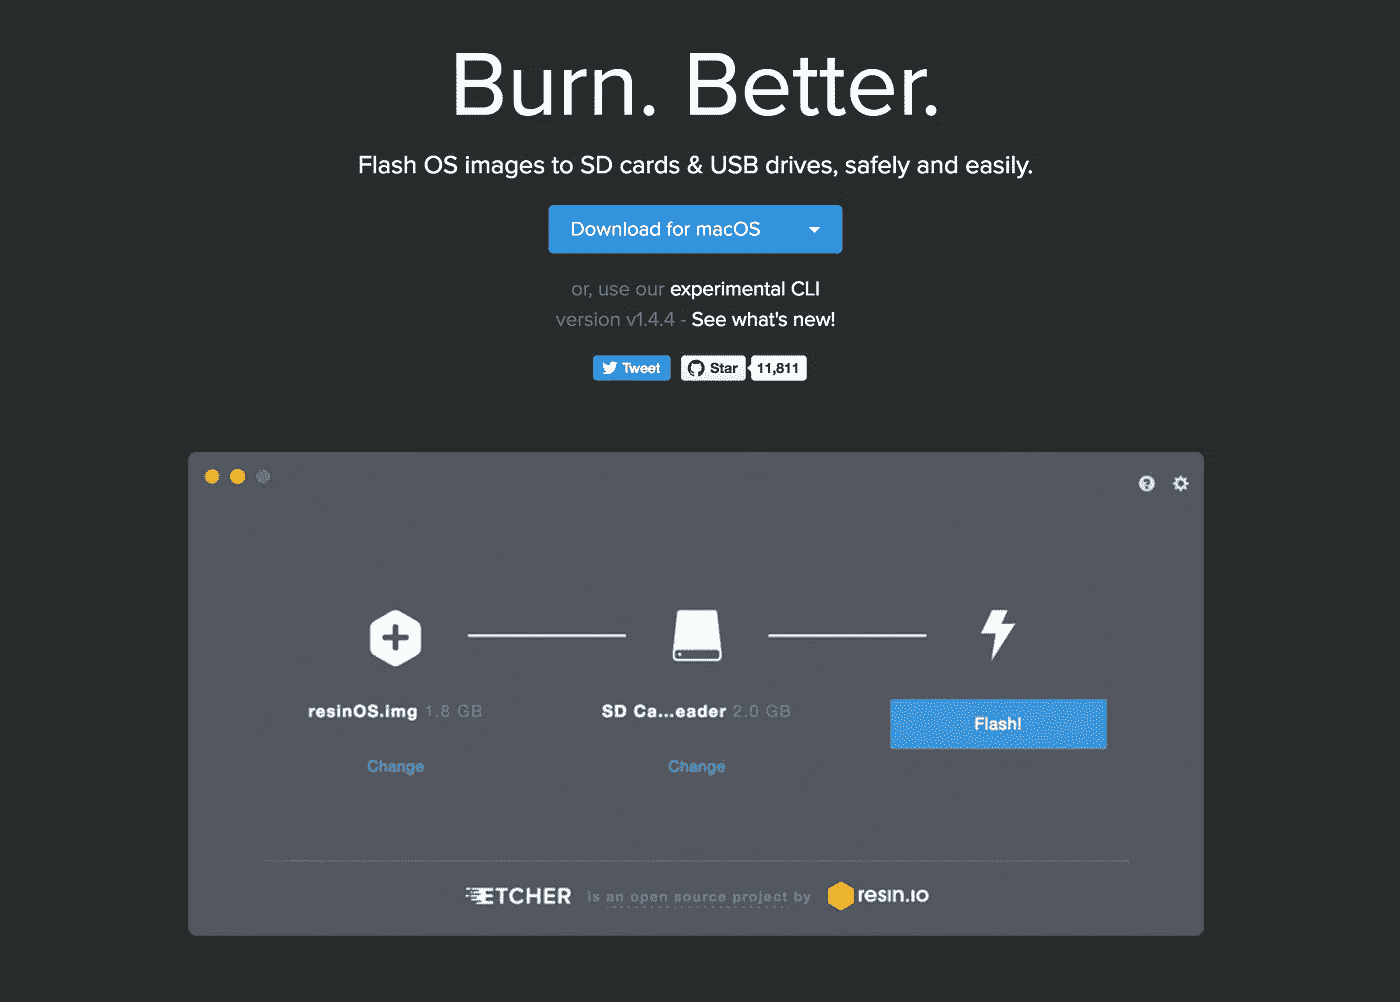 Burn. Better.
Flash OS images to SD cards & USB drives, safely and easily.
Download for macOS
or, use our experimental CLI
version v1.4.4 - See what's new!
Tweet Star 11,811
resinOS.img 1.8 GB SD Ca...eader 2.0 GB Flash!
Change Change
ETCHER is an open source project by resin.io